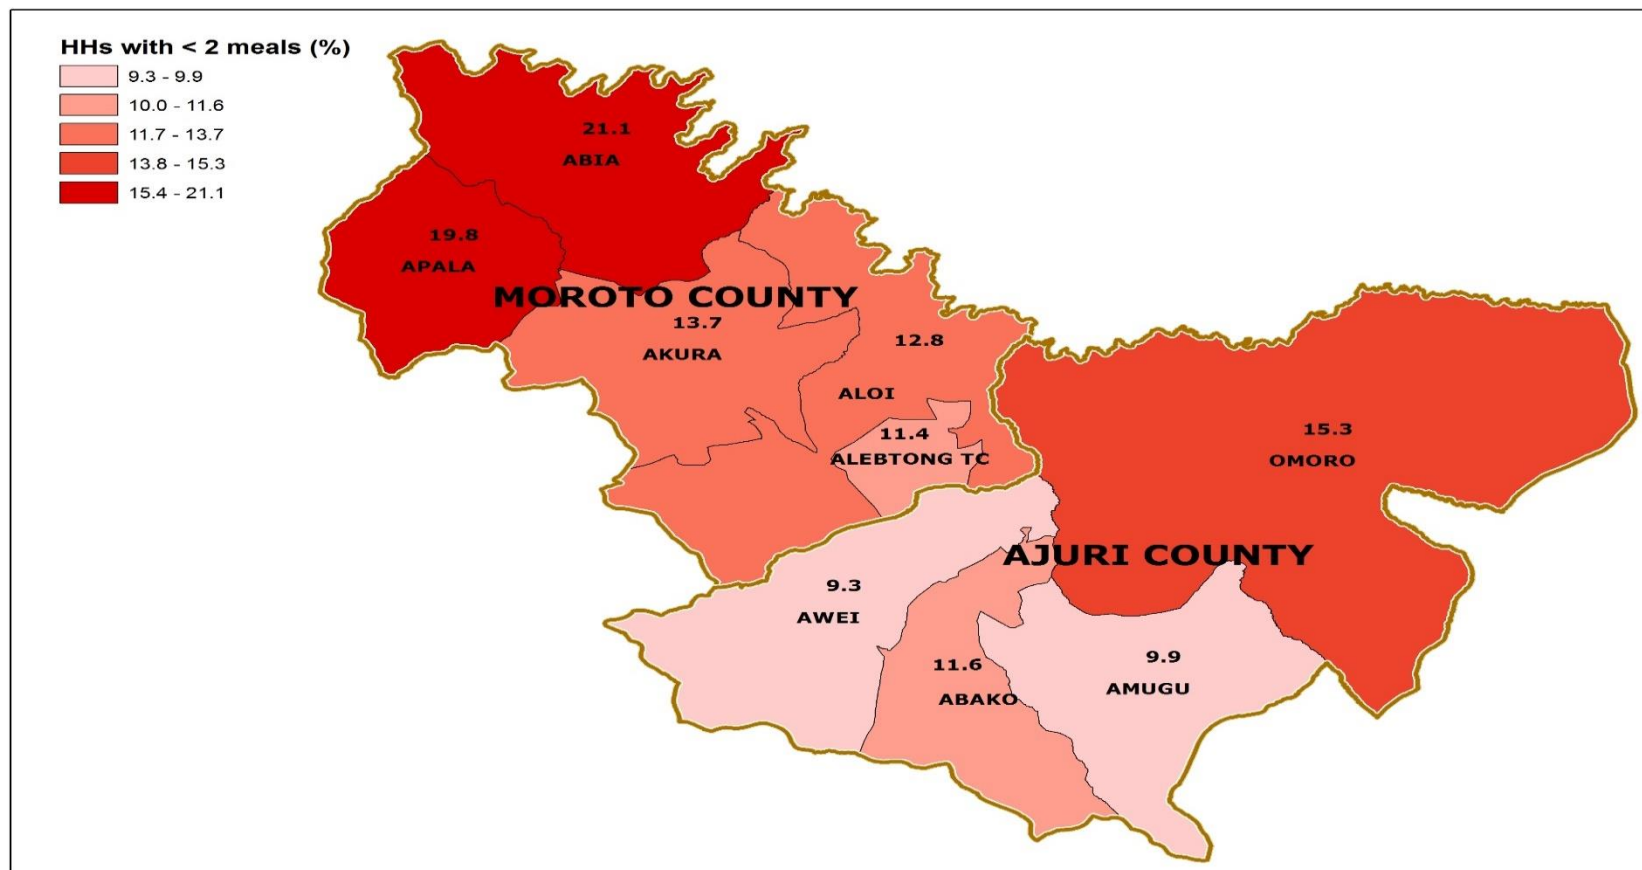 HHs with < 2 meals (%)
9.3 - 9.9
10.0 - 11.6
11.7 - 13.7
13.8 - 15.3
15.4 - 21.1
21.1
ABIA
19.8
APALA
MOROTO COUNTY
13.7
AKURA
12.8
ALOI
11.4
ALEBTONG TC
15.3
OMORO
AJURI COUNTY
9.3
AWEI
11.6
ABAKO
9.9
AMUGU